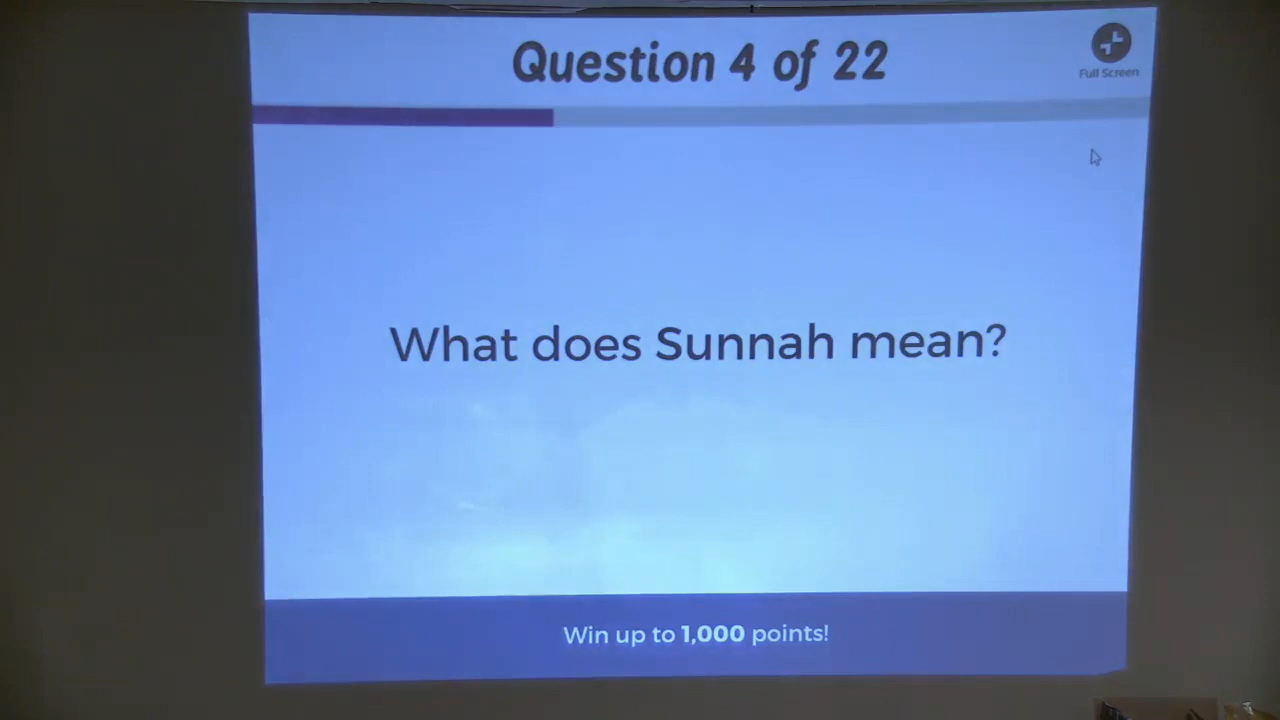 Question 4 of 22
Full Screen
What does Sunnah mean?
Win up to 1,000 points!